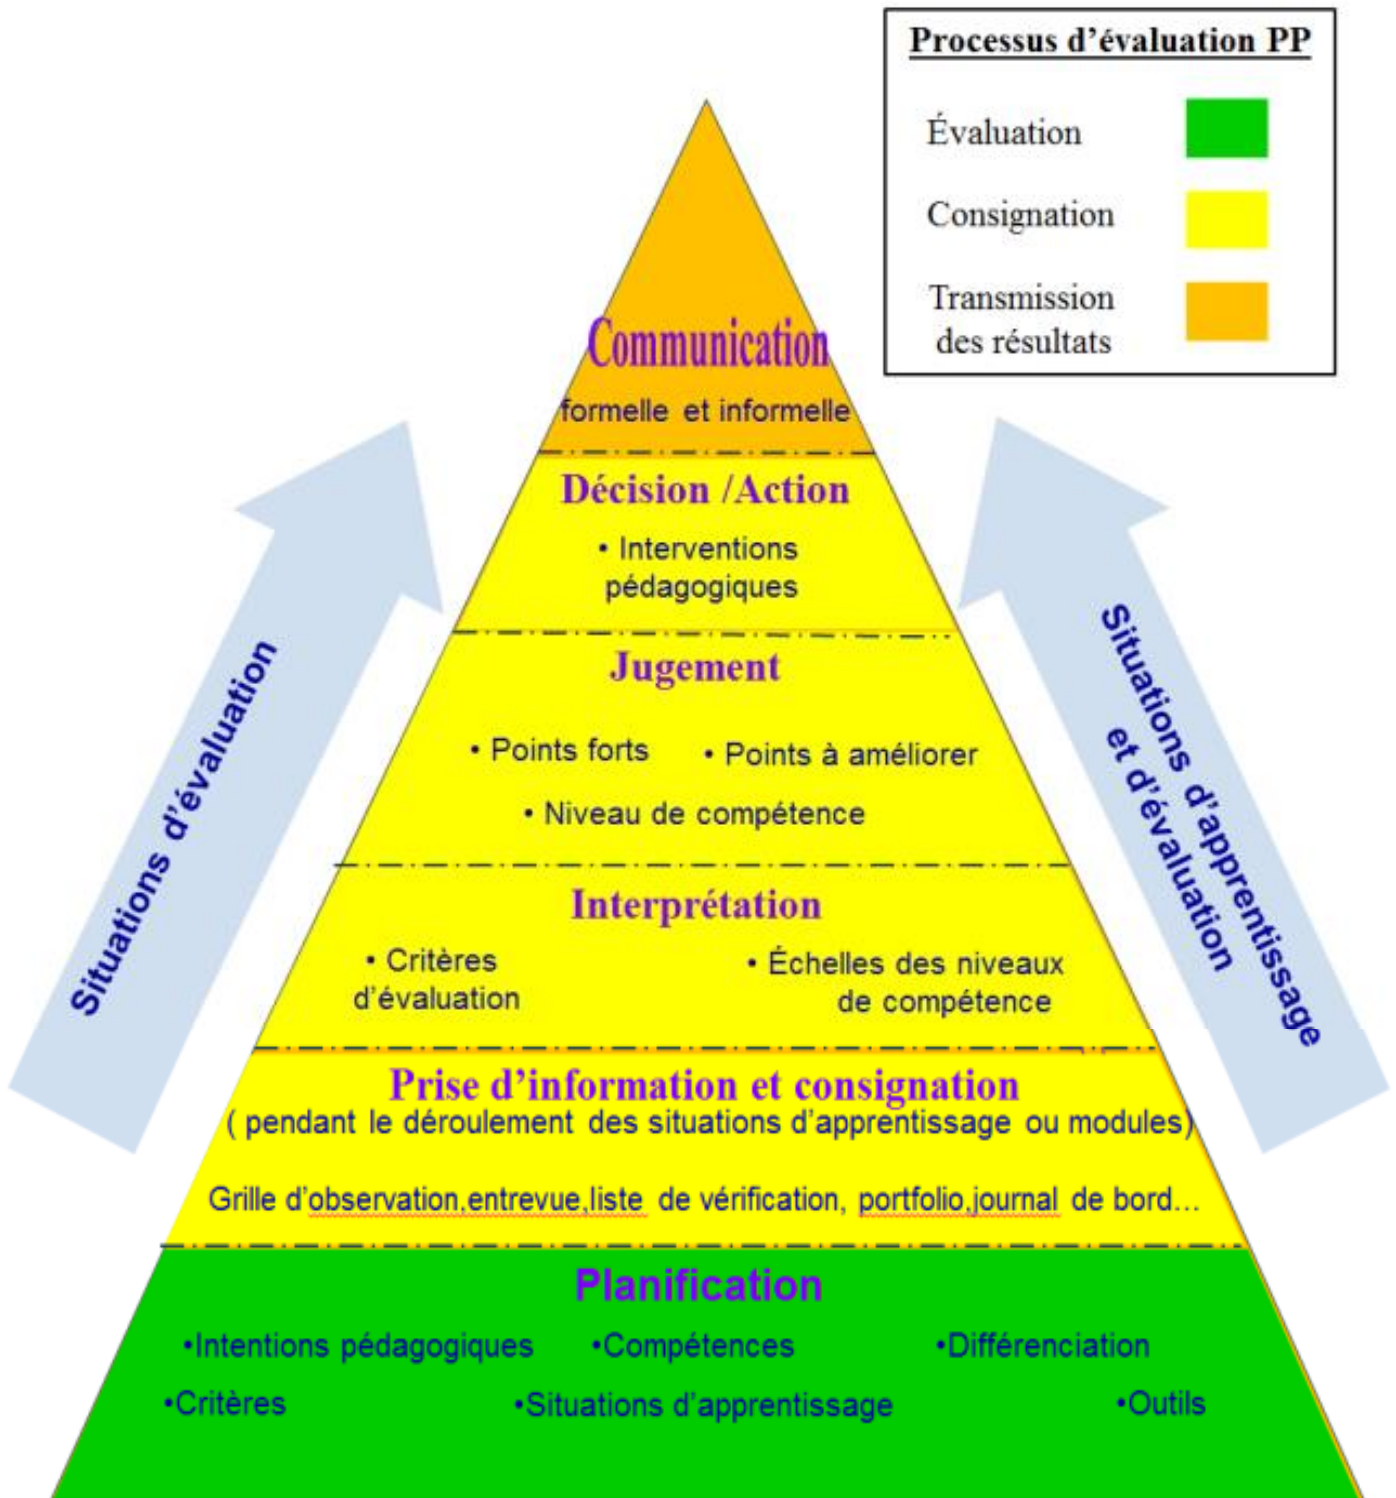 Processus d'évaluation PP
Évaluation
Consignation
Transmission
des résultats
Communication
formelle et informelle
Décision /Action
• Interventions
pédagogiques
Jugement
• Points forts
• Points à améliorer
• Niveau de compétence
Interprétation
• Critères
d'évaluation
• Échelles des niveaux
de compétence
Prise d'information et consignation
( pendant le déroulement des situations d'apprentissage ou modules)
Grille d'observation,entrevue,liste de vérification, portfolio,journal de bord...
Planification
•Intentions pédagogiques •Compétences •Différenciation
•Critères •Situations d'apprentissage •Outils
Situations d'évaluation
Situations d'apprentissage
et d'évaluation